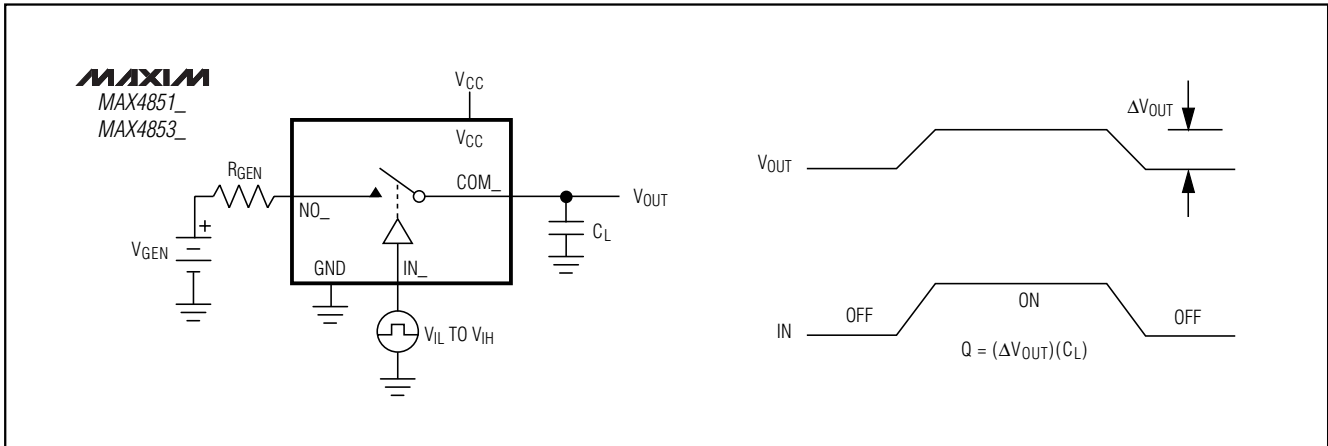 MAXIM
MAX4851_
MAX4853_
VCC
VCC
RGEN
NO_
COM_
VOUT
CL
VGEN
+
GND
IN_
VIL TO VIH
ΔVOUT
VOUT
IN
OFF
ON
OFF
Q = (ΔVOUT)(CL)